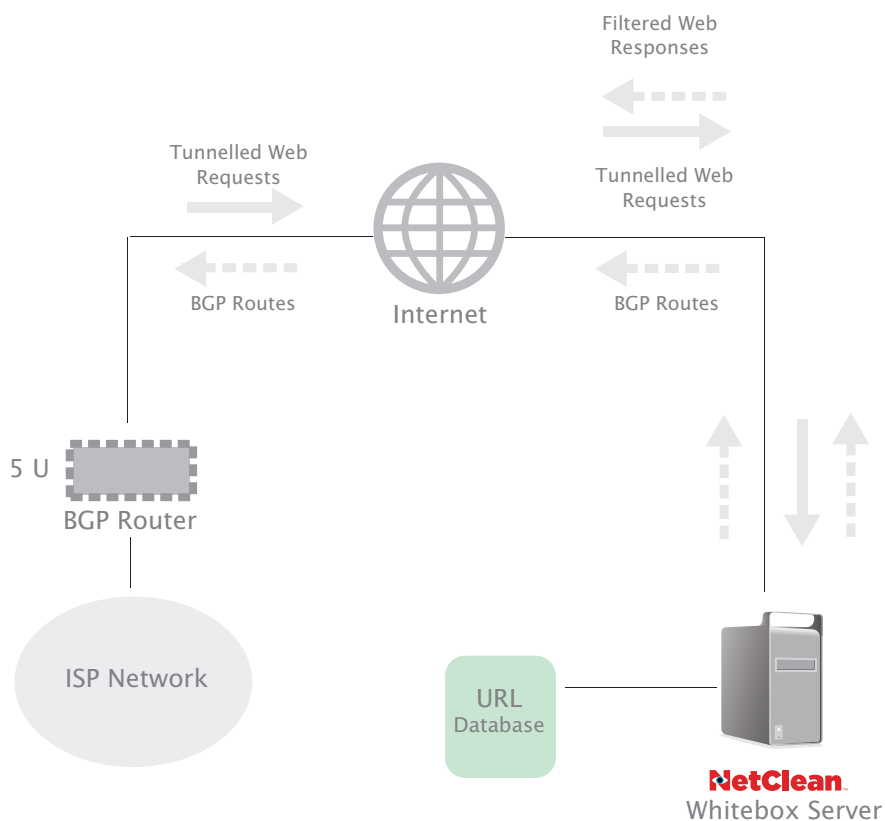 Filtered Web
Responses
Tunnelled Web
Requests
Tunnelled Web
Requests
BGP Routes
BGP Routes
Internet
5 U
BGP Router
ISP Network
URL
Database
NetClean
Whitebox Server